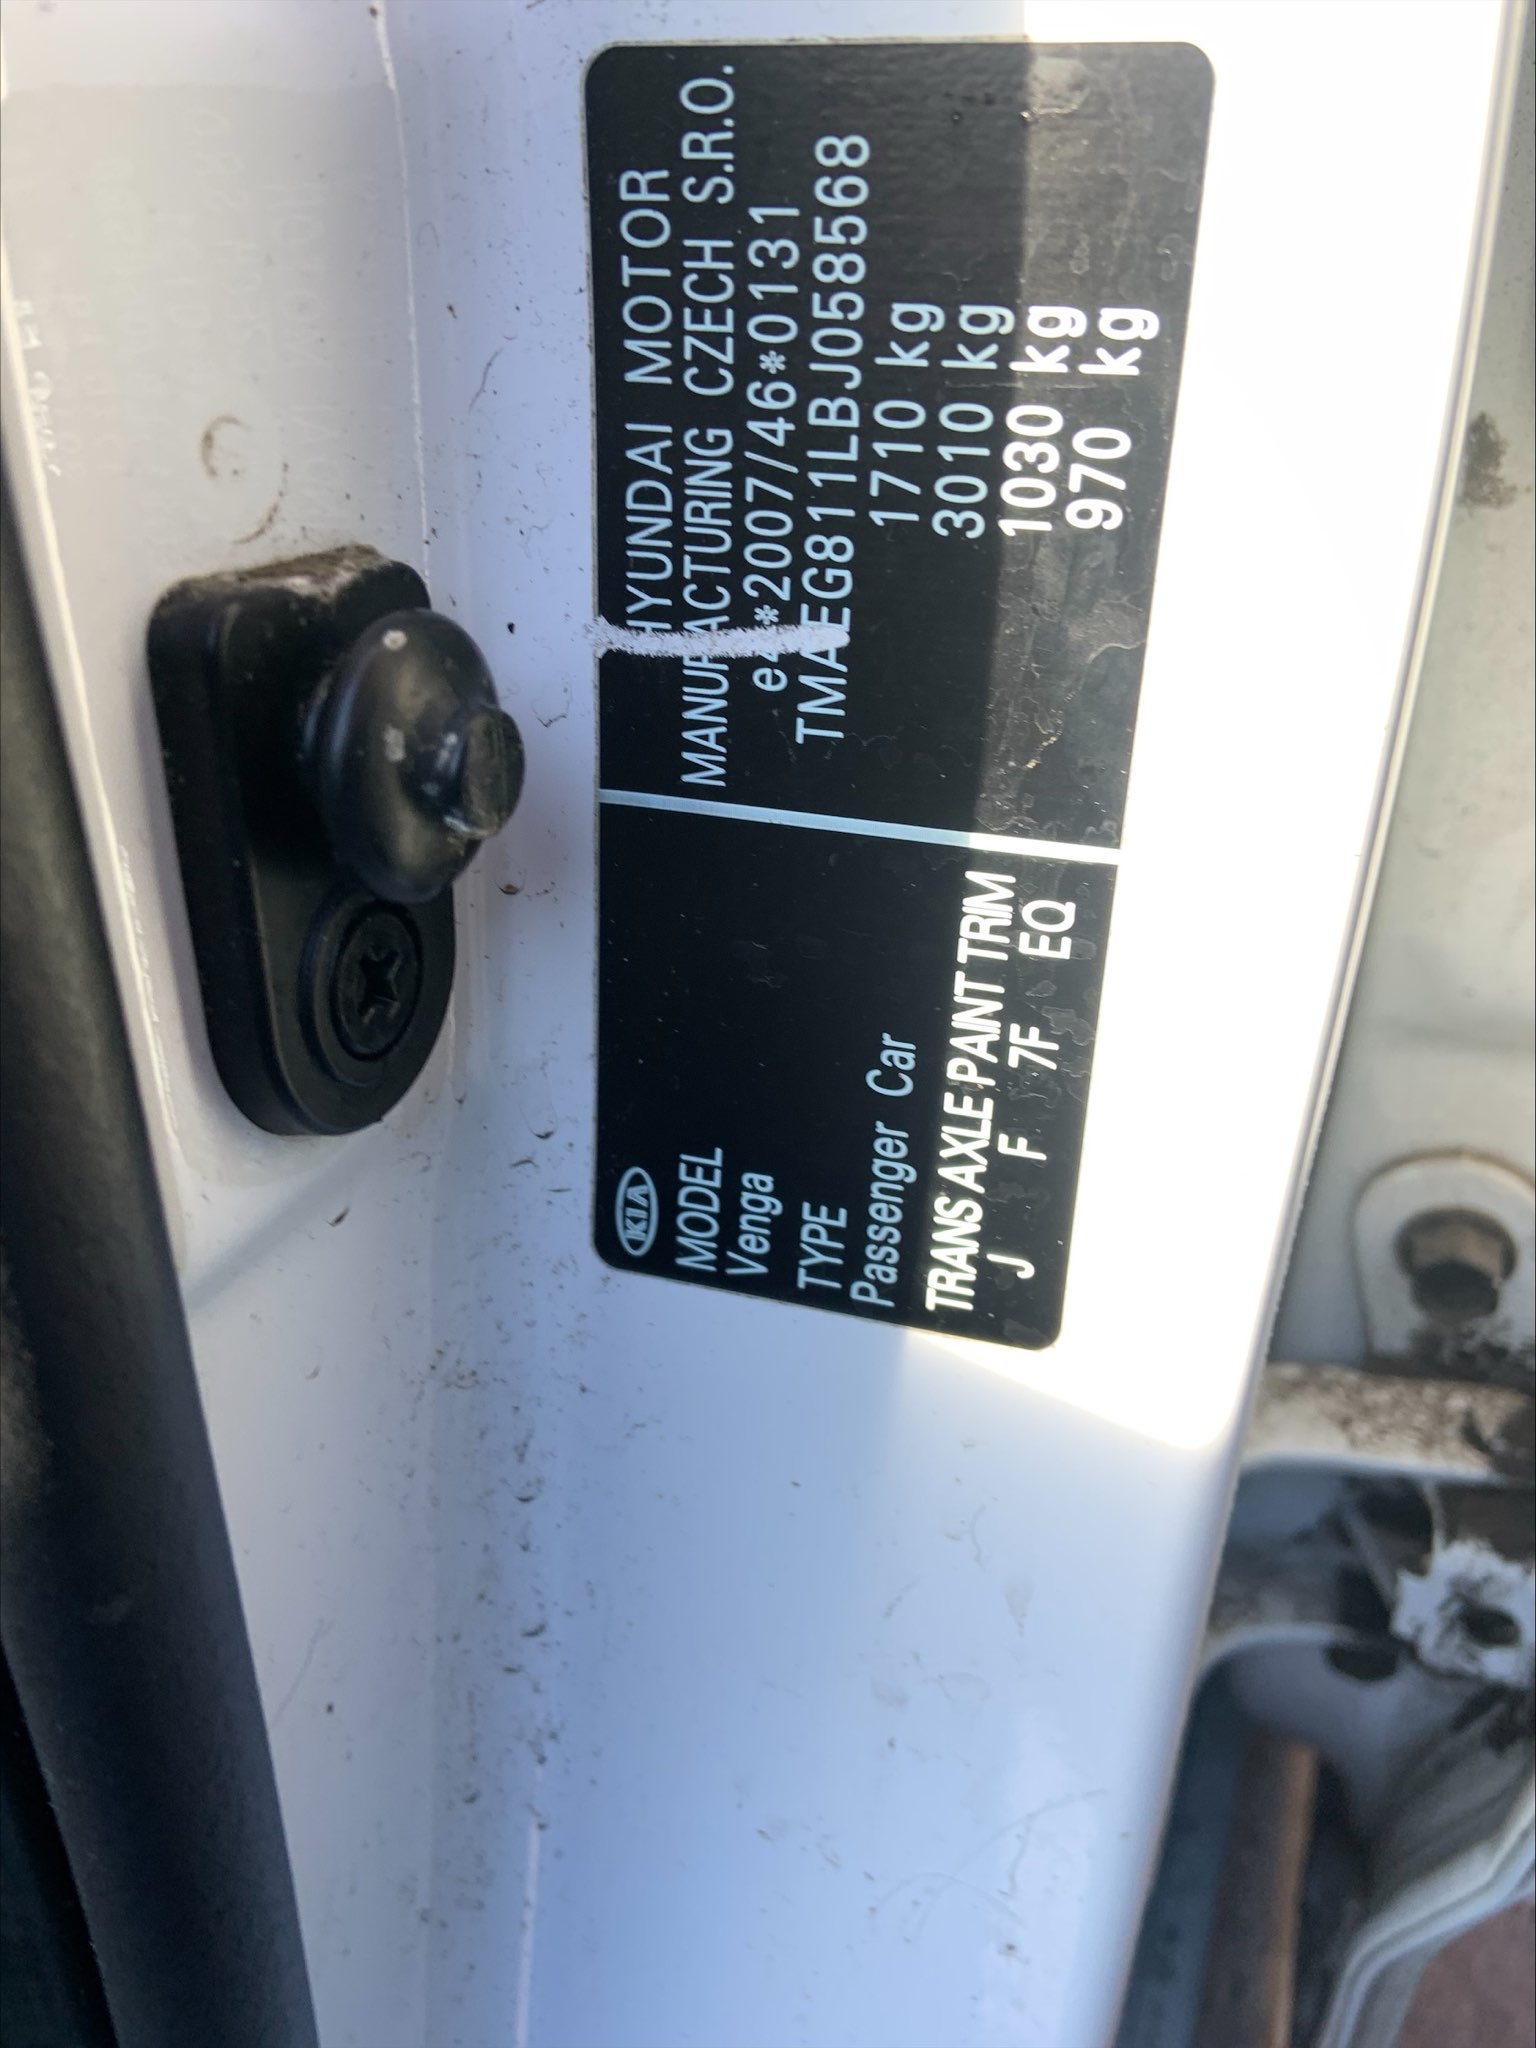 KIA
MODEL
Venga
TYPE
Passenger Car
TRANS AXLE PAINT TRIM
J F 7F EQ
HYUNDAI MOTOR
MANUFACTURING CZECH S.R.O.
e4*2007/46*0131
TMAEG811LBJ058568
1710 kg
3010 kg
1030 kg
970 kg